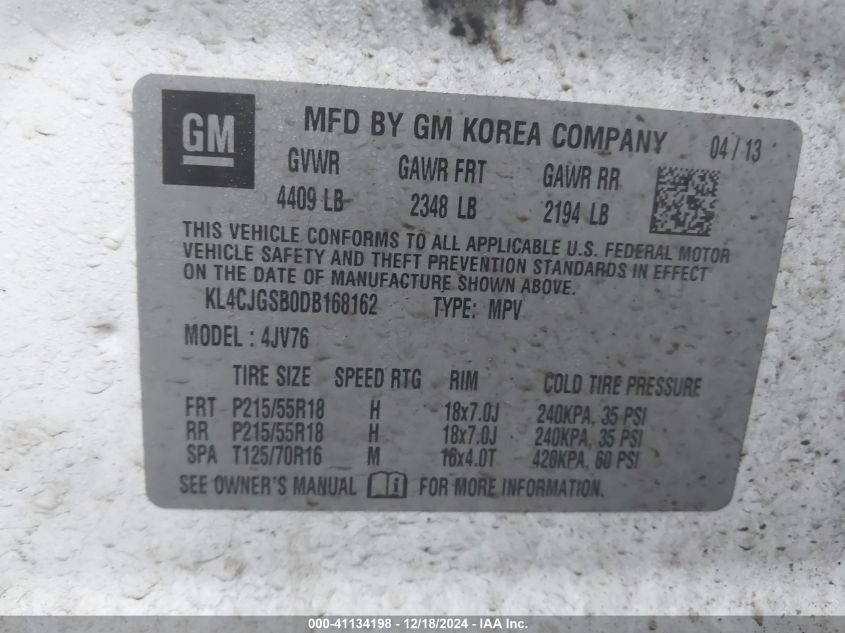 GM
MFD BY GM KOREA COMPANY 04/13
GVWR GAWR FRT GAWR RR
4409 LB 2348 LB 2194 LB
THIS VEHICLE CONFORMS TO ALL APPLICABLE U.S. FEDERAL MOTOR
VEHICLE SAFETY AND THEFT PREVENTION STANDARDS IN EFFECT
ON THE DATE OF MANUFACTURE SHOWN ABOVE.
KL4CJGSB0DB168162 TYPE: MPV
MODEL : 4JV76
TIRE SIZE SPEED RTG RIM COLD TIRE PRESSURE
FRT P215/55R18 H 18x7.0J 240KPA, 35 PSI
RR P215/55R18 H 18x7.0J 240KPA, 35 PSI
SPA T125/70R16 M 16x4.0T 420KPA, 60 PSI
SEE OWNER'S MANUAL i FOR MORE INFORMATION.
000-41134198 - 12/18/2024 - IAA Inc.